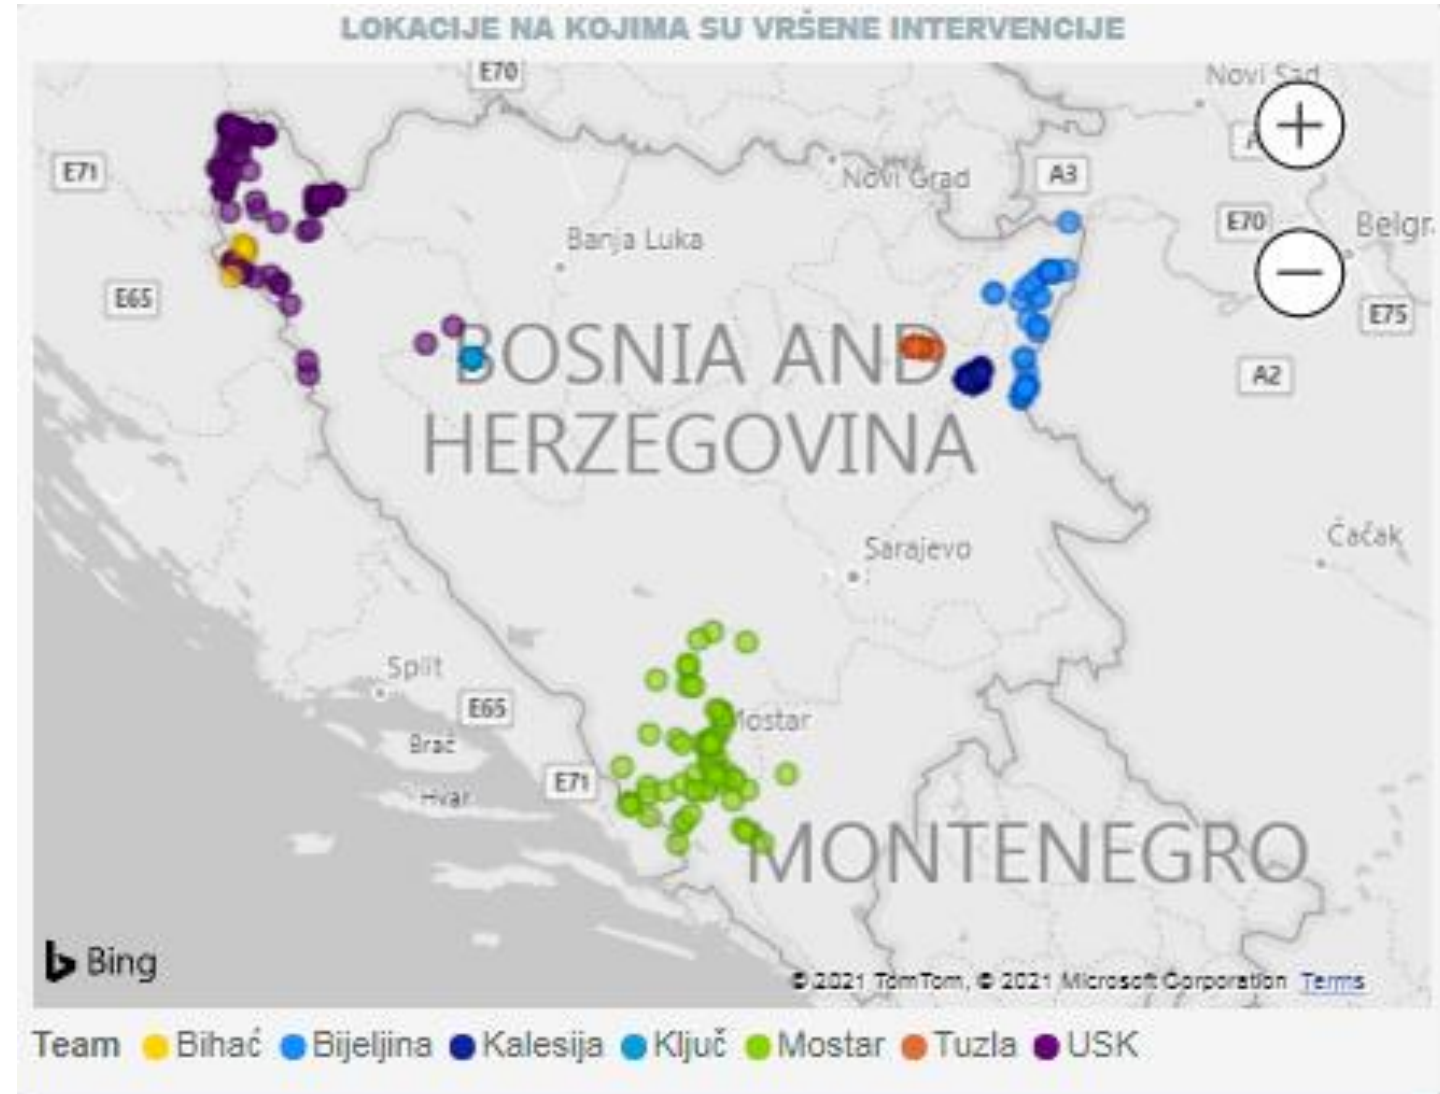 LOKACIJE NA KOJIMA SU VRŠENE INTERVENCIJE
E70
Novi Sad
E71
Novi Grad
A3
Banja Luka
E70
Belgr
E65
E75
BOSNIA AND
HERZEGOVINA
A2
Sarajevo
Čačak
Split
E65
Mostar
Brač
E71
Hvar
MONTENEGRO
Bing
© 2021 TomTom, © 2021 Microsoft Corporation Terms
Team Bihać Bijeljina Kalesija Ključ Mostar Tuzla USK